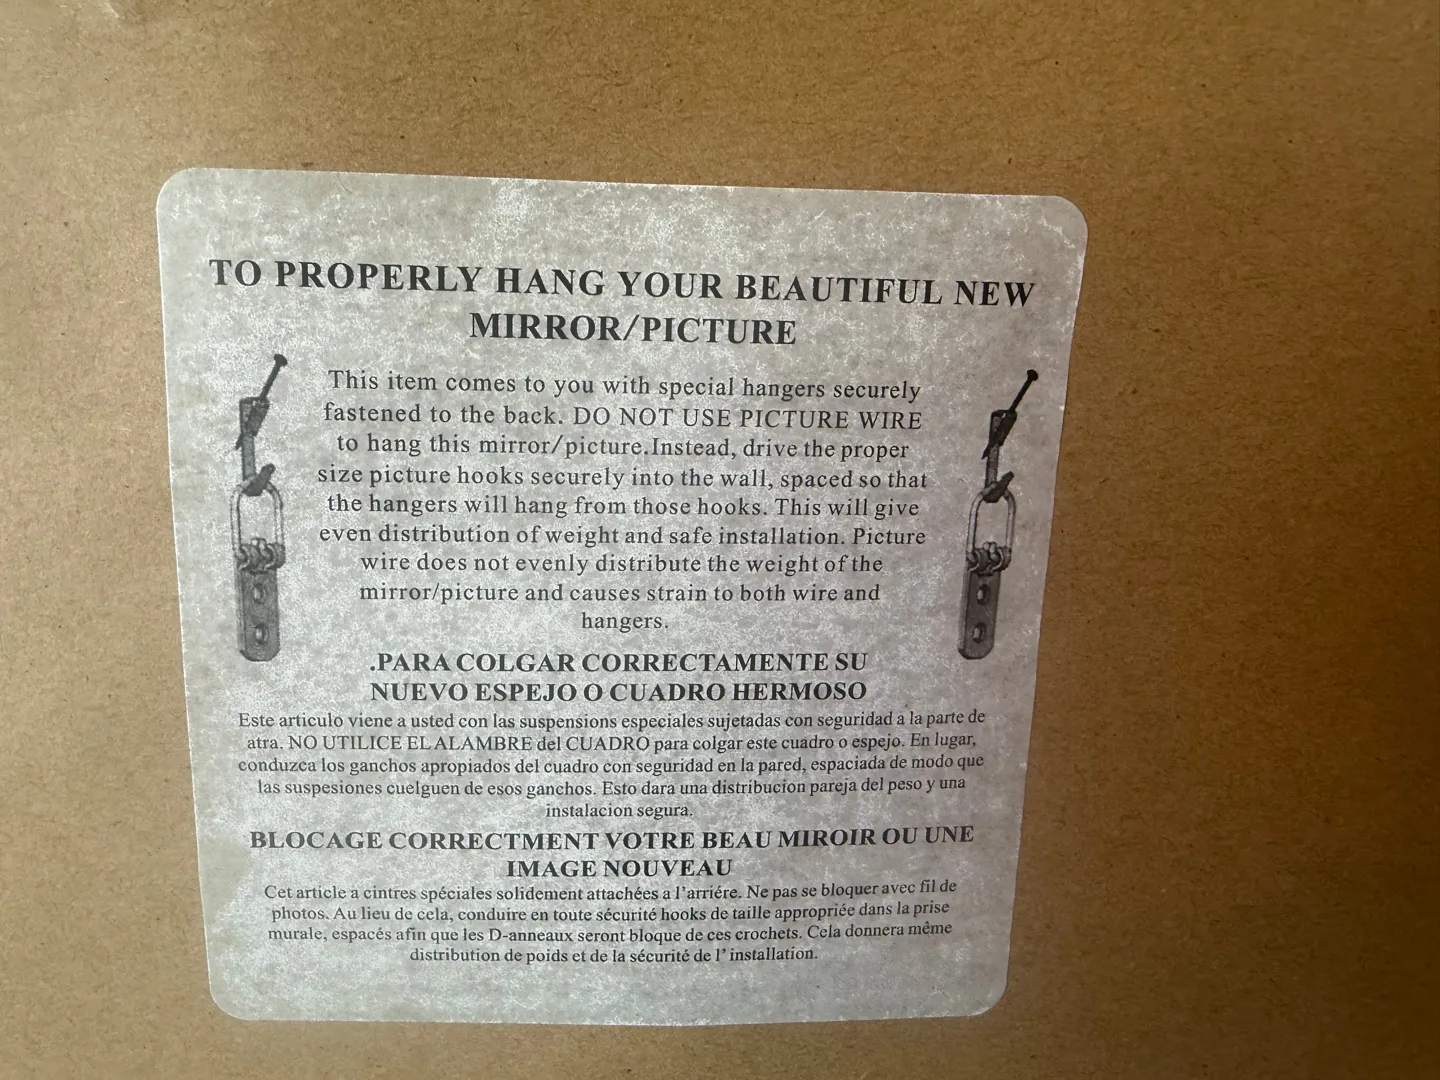 TO PROPERLY HANG YOUR BEAUTIFUL NEW
MIRROR/PICTURE
This item comes to you with special hangers securely
fastened to the back. DO NOT USE PICTURE WIRE
to hang this mirror/picture.Instead, drive the proper
size picture hooks securely into the wall, spaced so that
the hangers will hang from those hooks. This will give
even distribution of weight and safe installation. Picture
wire does not evenly distribute the weight of the
mirror/picture and causes strain to both wire and
hangers.
.PARA COLGAR CORRECTAMENTE SU
NUEVO ESPEJO O CUADRO HERMOSO
Este articulo viene a usted con las suspensions especiales sujetadas con seguridad a la parte de
atra. NO UTILICE EL ALAMBRE del CUADRO para colgar este cuadro o espejo. En lugar,
conduzca los ganchos apropiados del cuadro con seguridad en la pared, espaciada de modo que
las suspesiones cuelguen de esos ganchos. Esto dara una distribucion pareja del peso y una
instalacion segura.
BLOCAGE CORRECTMENT VOTRE BEAU MIROIR OU UNE
IMAGE NOUVEAU
Cet article a cintres spéciales solidement attachées a l'arriére. Ne pas se bloquer avec fil de
photos. Au lieu de cela, conduire en toute sécurité hooks de taille appropriée dans la prise
murale, espacés afin que les D-anneaux seront bloque de ces crochets. Cela donnera même
distribution de poids et de la sécurité de l' installation.